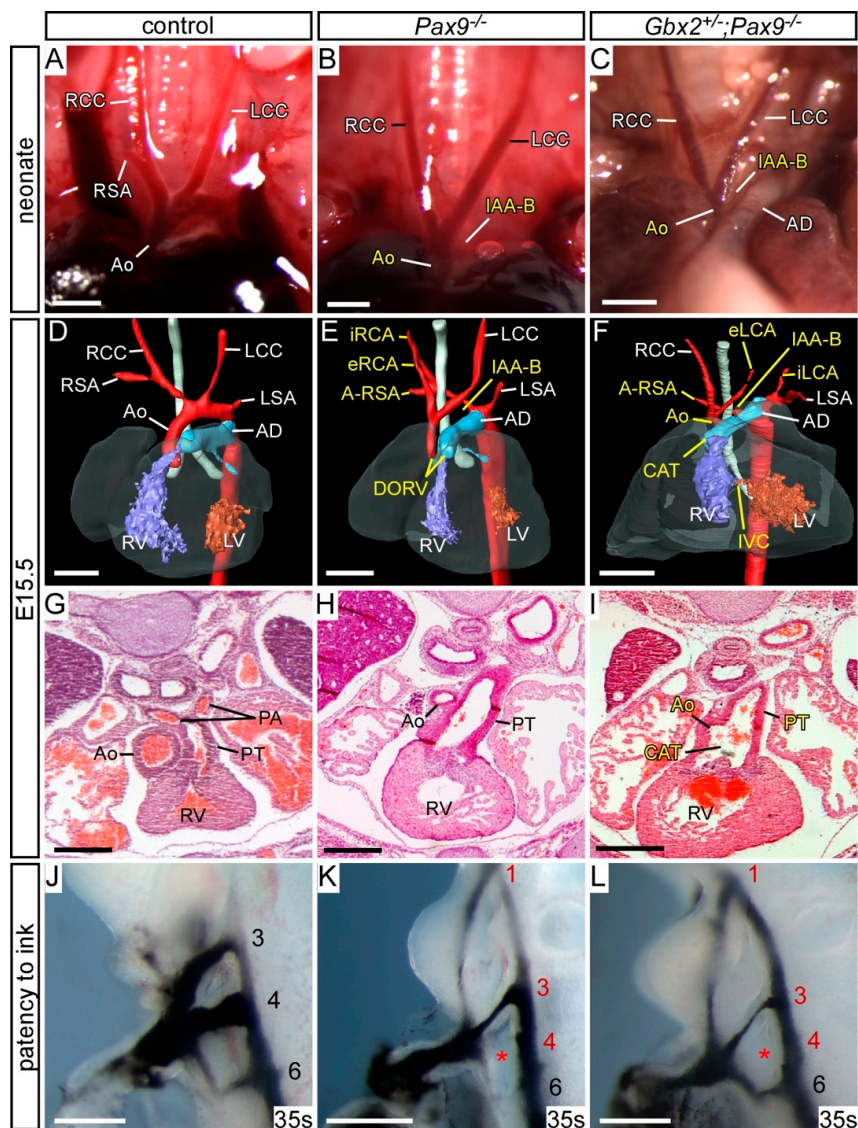 control
Pax9-/-
Gbx2+/-;Pax9-/-
neonate
A
RCC
LCC
RSA
Ao
B
RCC
LCC
IAA-B
Ao
C
RCC
LCC
IAA-B
Ao
AD
E15.5
D
RCC
LCC
RSA
LSA
Ao
AD
RV
LV
E
iRCA
LCC
eRCA
IAA-B
A-RSA
LSA
AD
DORV
RV
LV
F
eLCA
RCC
IAA-B
iLCA
A-RSA
LSA
Ao
AD
CAT
RV
LV
IVC
G
PA
Ao
PT
RV
H
Ao
PT
RV
I
Ao
PT
CAT
RV
patency to ink
J
3
4
6
35s
K
1
3
4
*
6
35s
L
1
3
4
*
6
35s